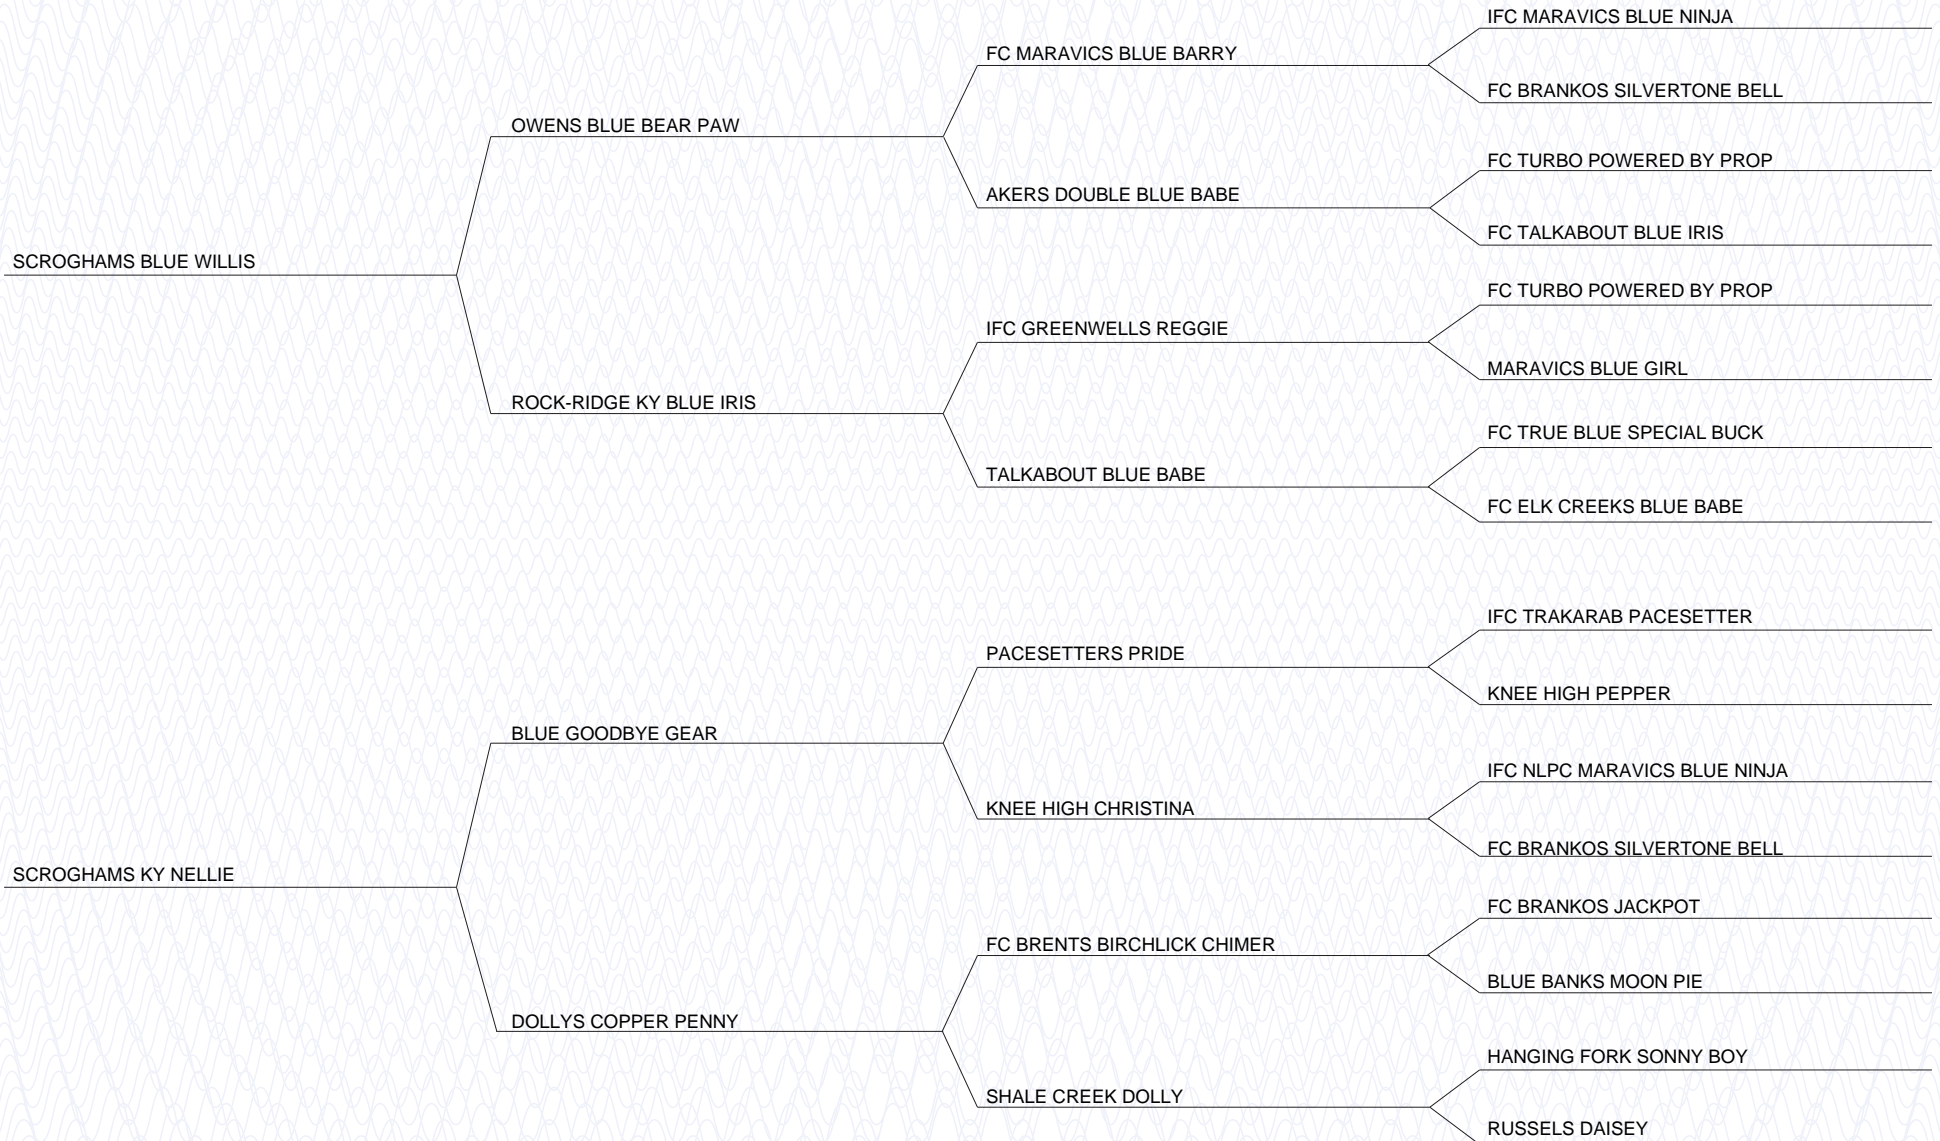 IFC MARAVICS BLUE NINJA
FC MARAVICS BLUE BARRY
FC BRANKOS SILVERTONE BELL
OWENS BLUE BEAR PAW
FC TURBO POWERED BY PROP
AKERS DOUBLE BLUE BABE
FC TALKABOUT BLUE IRIS
SCROGHAMS BLUE WILLIS
FC TURBO POWERED BY PROP
IFC GREENWELLS REGGIE
MARAVICS BLUE GIRL
ROCK-RIDGE KY BLUE IRIS
FC TRUE BLUE SPECIAL BUCK
TALKABOUT BLUE BABE
FC ELK CREEKS BLUE BABE
IFC TRAKARAB PACESETTER
PACESETTERS PRIDE
KNEE HIGH PEPPER
BLUE GOODBYE GEAR
IFC NLPC MARAVICS BLUE NINJA
KNEE HIGH CHRISTINA
FC BRANKOS SILVERTONE BELL
SCROGHAMS KY NELLIE
FC BRANKOS JACKPOT
FC BRENTS BIRCHLICK CHIMER
BLUE BANKS MOON PIE
DOLLYS COPPER PENNY
HANGING FORK SONNY BOY
SHALE CREEK DOLLY
RUSSELS DAISEY